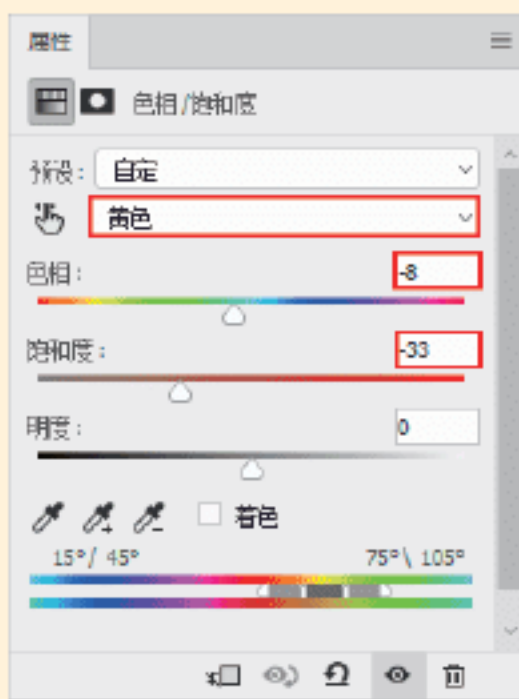 属性
色相/饱和度
预设： 自定
黄色
色相： -8
饱和度： -33
明度： 0
着色
15°/ 45° 75°\ 105°